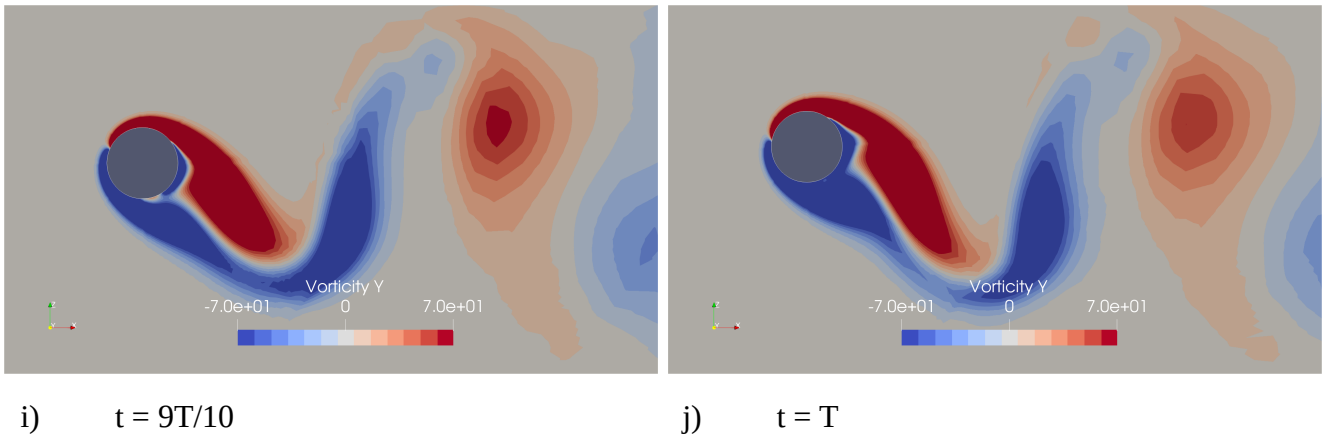 Vorticity Y
-7.0e+01 0 7.0e+01
Vorticity Y
-7.0e+01 0 7.0e+01
i) t = 9T/10
j) t = T